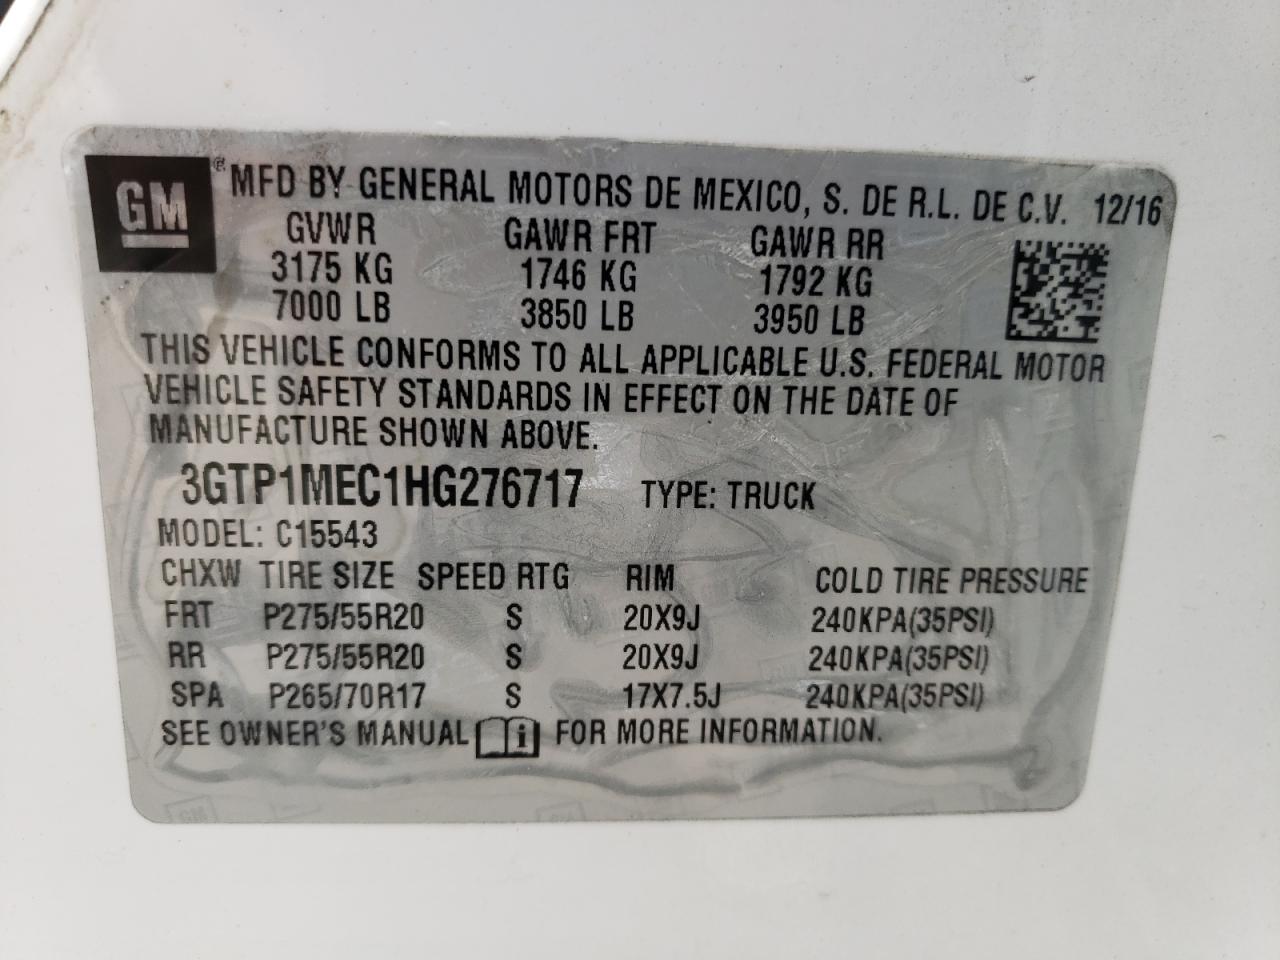 GM ® MFD BY GENERAL MOTORS DE MEXICO, S. DE R.L. DE C.V. 12/16
GVWR GAWR FRT GAWR RR
3175 KG 1746 KG 1792 KG
7000 LB 3850 LB 3950 LB
THIS VEHICLE CONFORMS TO ALL APPLICABLE U.S. FEDERAL MOTOR
VEHICLE SAFETY STANDARDS IN EFFECT ON THE DATE OF
MANUFACTURE SHOWN ABOVE.
3GTP1MEC1HG276717 TYPE: TRUCK
MODEL: C15543
CHXW TIRE SIZE SPEED RTG RIM COLD TIRE PRESSURE
FRT P275/55R20 S 20X9J 240KPA(35PSI)
RR P275/55R20 S 20X9J 240KPA(35PSI)
SPA P265/70R17 S 17X7.5J 240KPA(35PSI)
SEE OWNER'S MANUAL i FOR MORE INFORMATION.